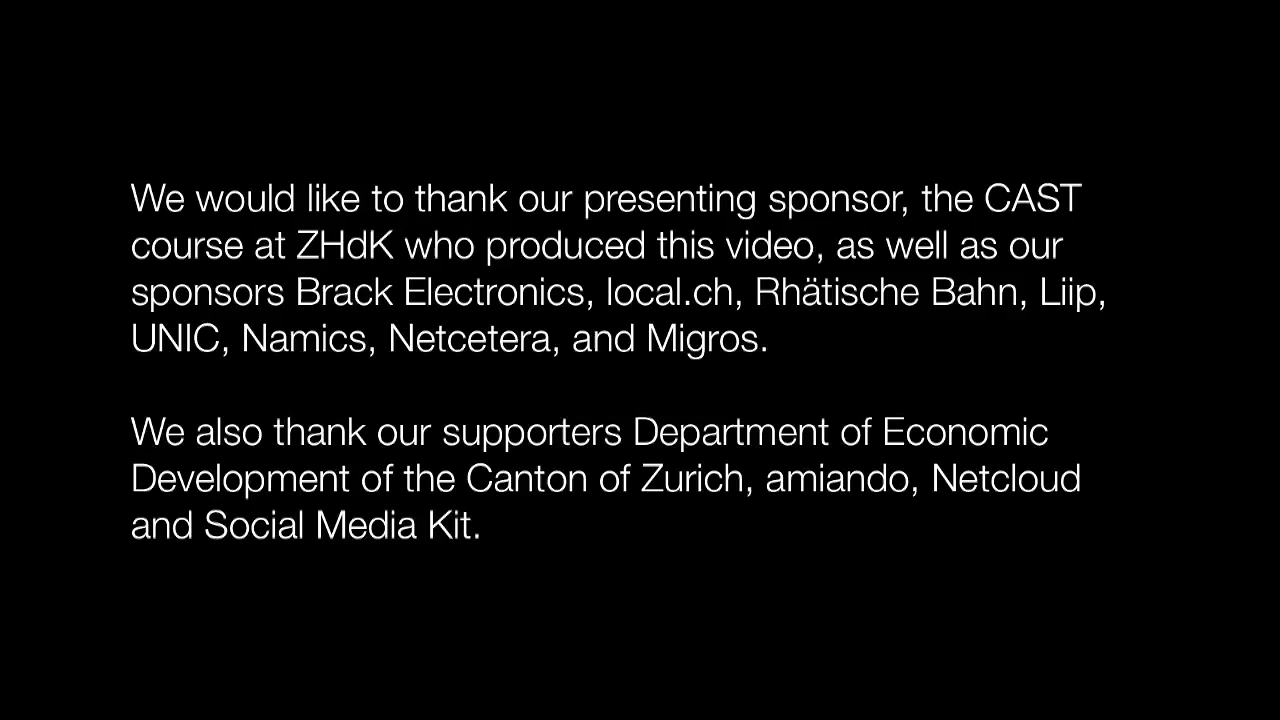 We would like to thank our presenting sponsor, the CAST
course at ZHdK who produced this video, as well as our
sponsors Brack Electronics, local.ch, Rhätische Bahn, Liip,
UNIC, Namics, Netcetera, and Migros.
We also thank our supporters Department of Economic
Development of the Canton of Zurich, amiando, Netcloud
and Social Media Kit.